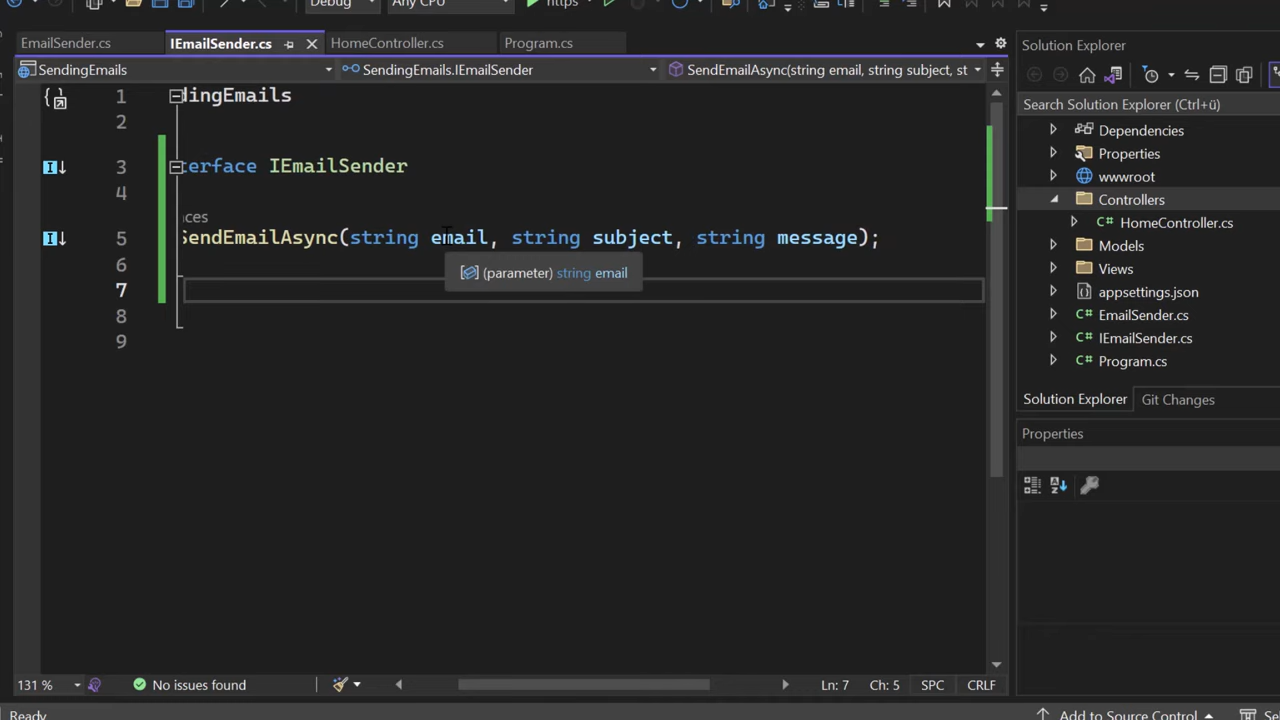 Debug
Any CPU
https
EmailSender.cs
IEmailSender.cs
HomeController.cs
Program.cs
SendingEmails
SendingEmails.IEmailSender
SendEmailAsync(string email, string subject, st
1 dingEmails
2
3 terface IEmailSender
4
ces
5 SendEmailAsync(string email, string subject, string message);
6
(parameter) string email
7
8
9
131 %
No issues found
Ln: 7
Ch: 5
SPC
CRLF
Ready
Solution Explorer
Search Solution Explorer (Ctrl+ü)
Dependencies
Properties
wwwroot
Controllers
C# HomeController.cs
Models
Views
appsettings.json
C# EmailSender.cs
C# IEmailSender.cs
C# Program.cs
Solution Explorer
Git Changes
Properties
Add to Source Control